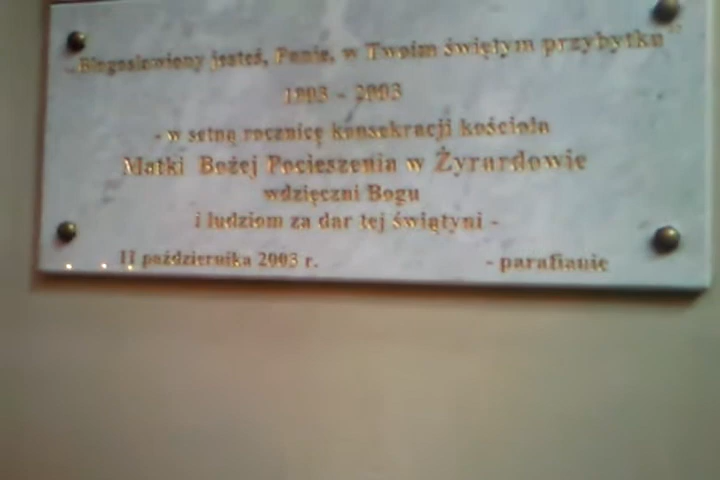 „Błogosławiony jesteś, Panie, w Twoim świętym przybytku”
1903 - 2003
- w setną rocznicę konsekracji kościoła
Matki Bożej Pocieszenia w Żyrardowie
wdzięczni Bogu
i ludziom za dar tej świątyni -
11 października 2003 r. - parafianie